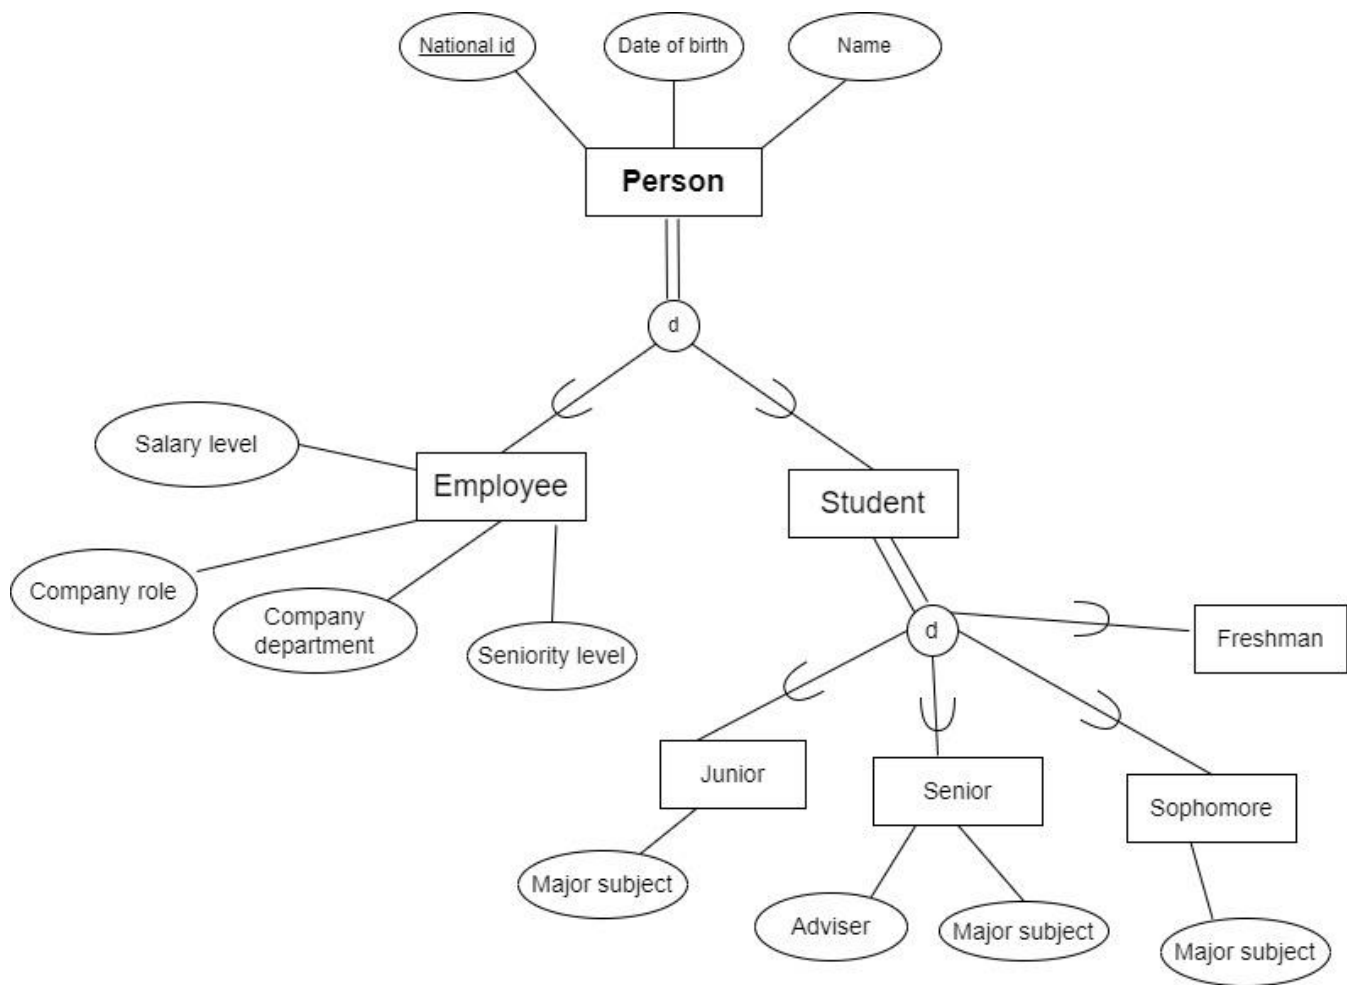 National id
Date of birth
Name
Person
d
Salary level
Employee
Student
Company role
Company
department
Seniority level
d
Freshman
Junior
Senior
Sophomore
Major subject
Adviser
Major subject
Major subject